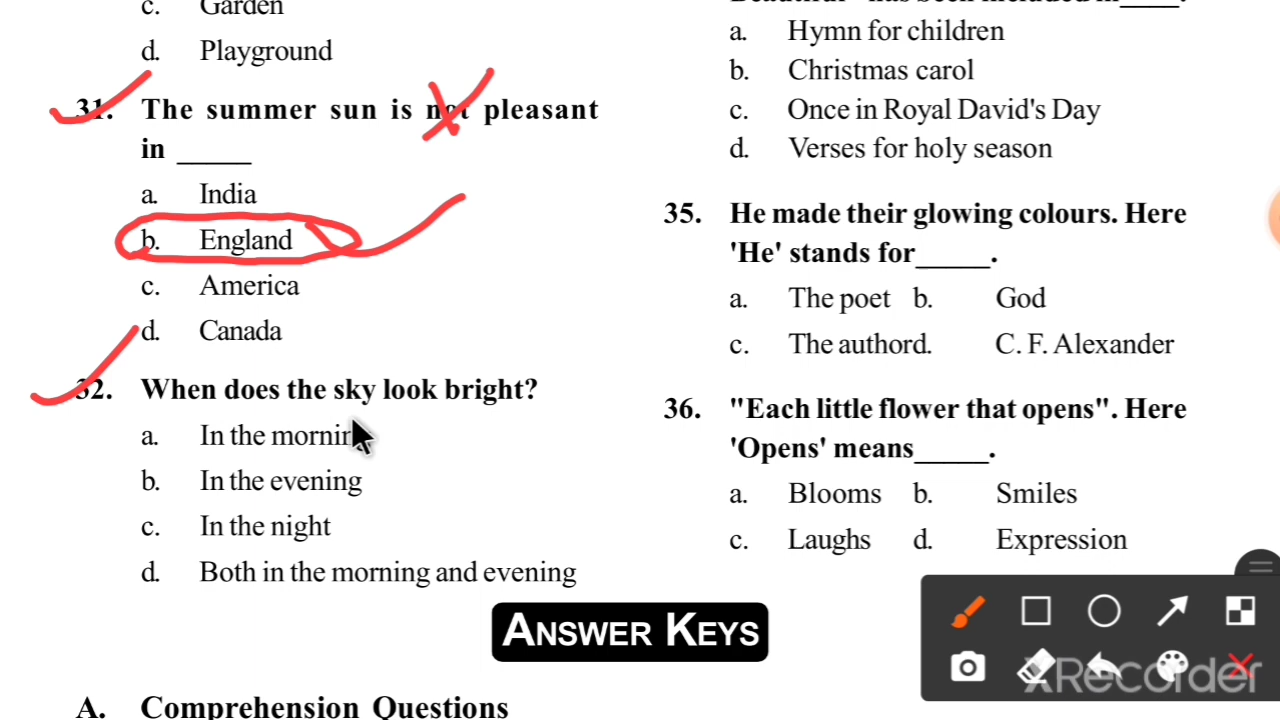 c. Garden
d. Playground
31. The summer sun is not pleasant
in _____
a. India
b. England
c. America
d. Canada
32. When does the sky look bright?
a. In the mornin
b. In the evening
c. In the night
d. Both in the morning and evening
a. Hymn for children
b. Christmas carol
c. Once in Royal David's Day
d. Verses for holy season
35. He made their glowing colours. Here
'He' stands for_____.
a. The poet b. God
c. The authord. C. F. Alexander
36. "Each little flower that opens". Here
'Opens' means_____.
a. Blooms b. Smiles
c. Laughs d. Expression
ANSWER KEYS
A. Comprehension Questions
XRecorder